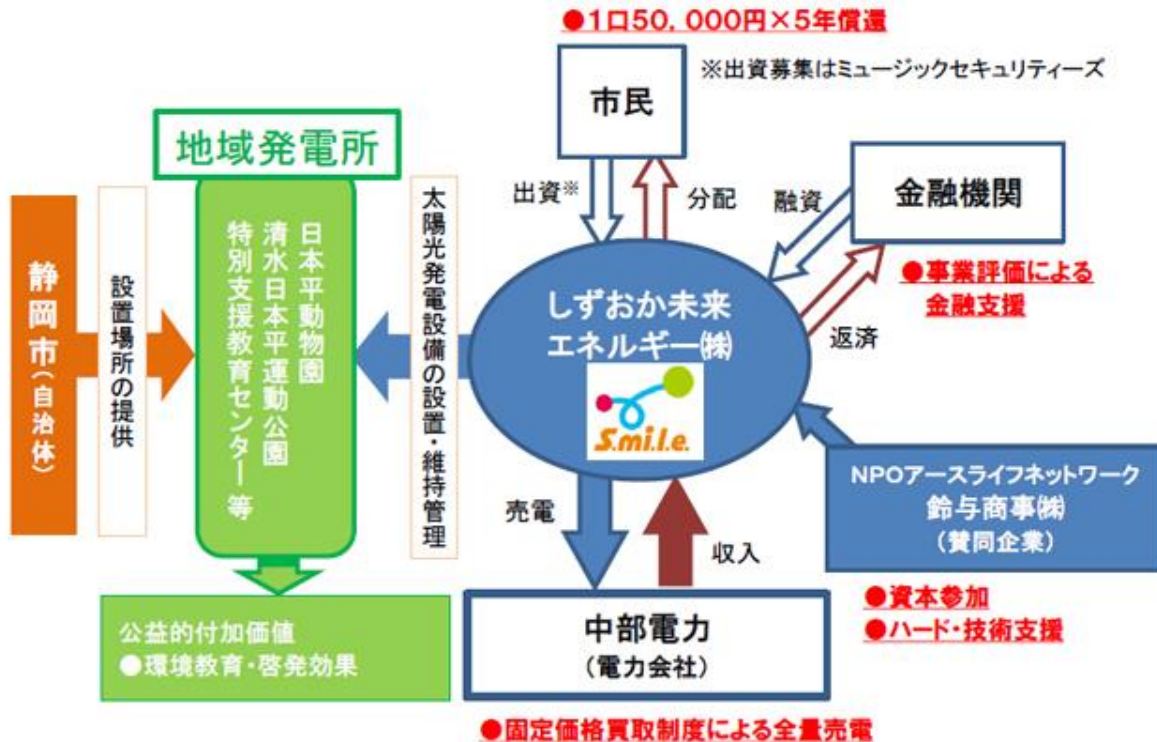 ●1口50,000円×5年償還
※出資募集はミュージックセキュリティーズ
市民
地域発電所
出資※
分配
融資
金融機関
●事業評価による
金融支援
返済
静岡市(自治体)
設置場所の提供
日本平動物園
清水日本平運動公園
特別支援教育センター 等
太陽光発電設備の設置・維持管理
しずおか未来
エネルギー㈱
S.mi.l.e.
NPOアースライフネットワーク
鈴与商事㈱
(賛同企業)
売電
収入
●資本参加
●ハード・技術支援
公益的付加価値
●環境教育・啓発効果
中部電力
(電力会社)
●固定価格買取制度による全量売電